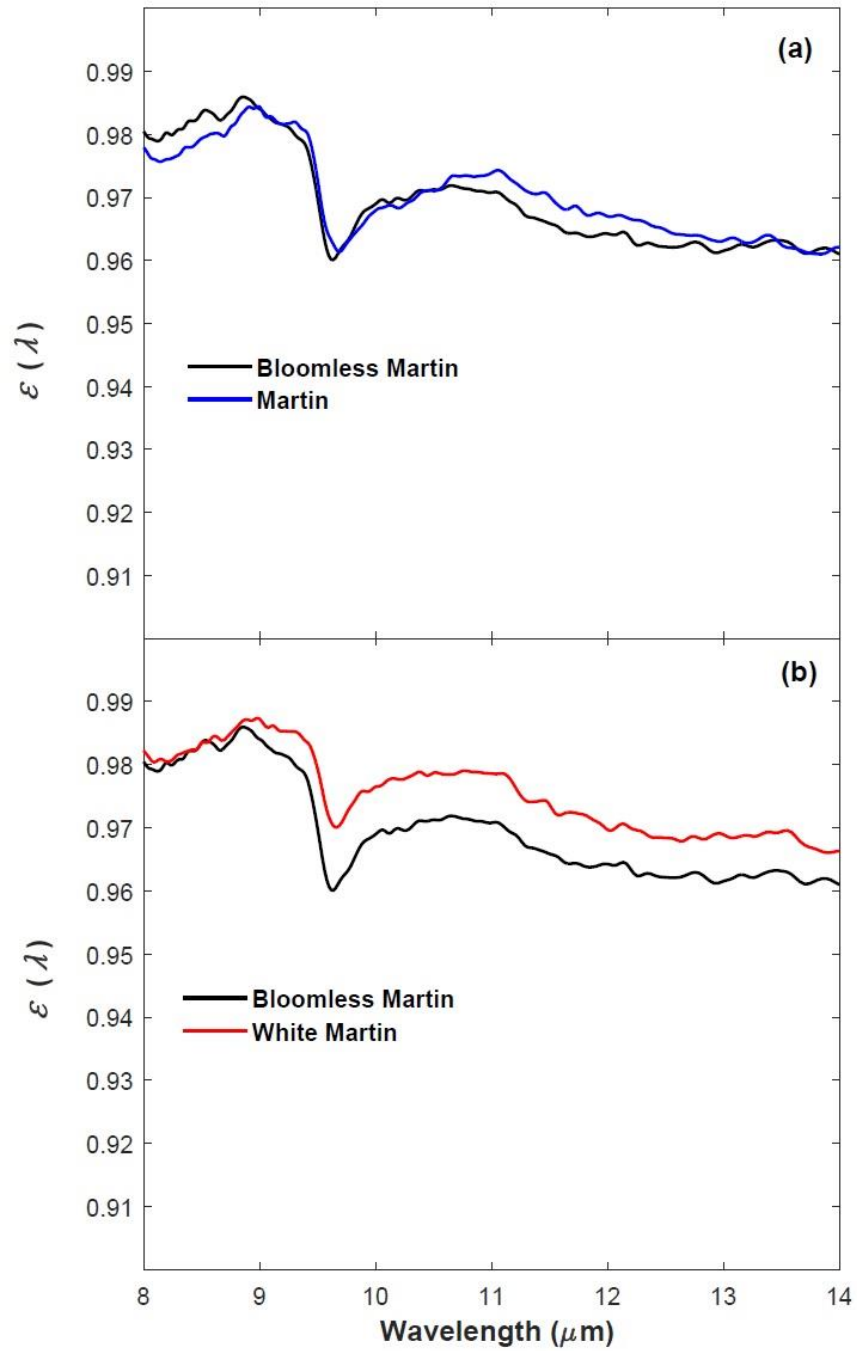 (a)
0.99
0.98
0.97
0.96
0.95
0.94
0.93
0.92
0.91
ε ( λ )
Bloomless Martin
Martin
(b)
0.99
0.98
0.97
0.96
0.95
0.94
0.93
0.92
0.91
ε ( λ )
Bloomless Martin
White Martin
8 9 10 11 12 13 14
Wavelength (μm)